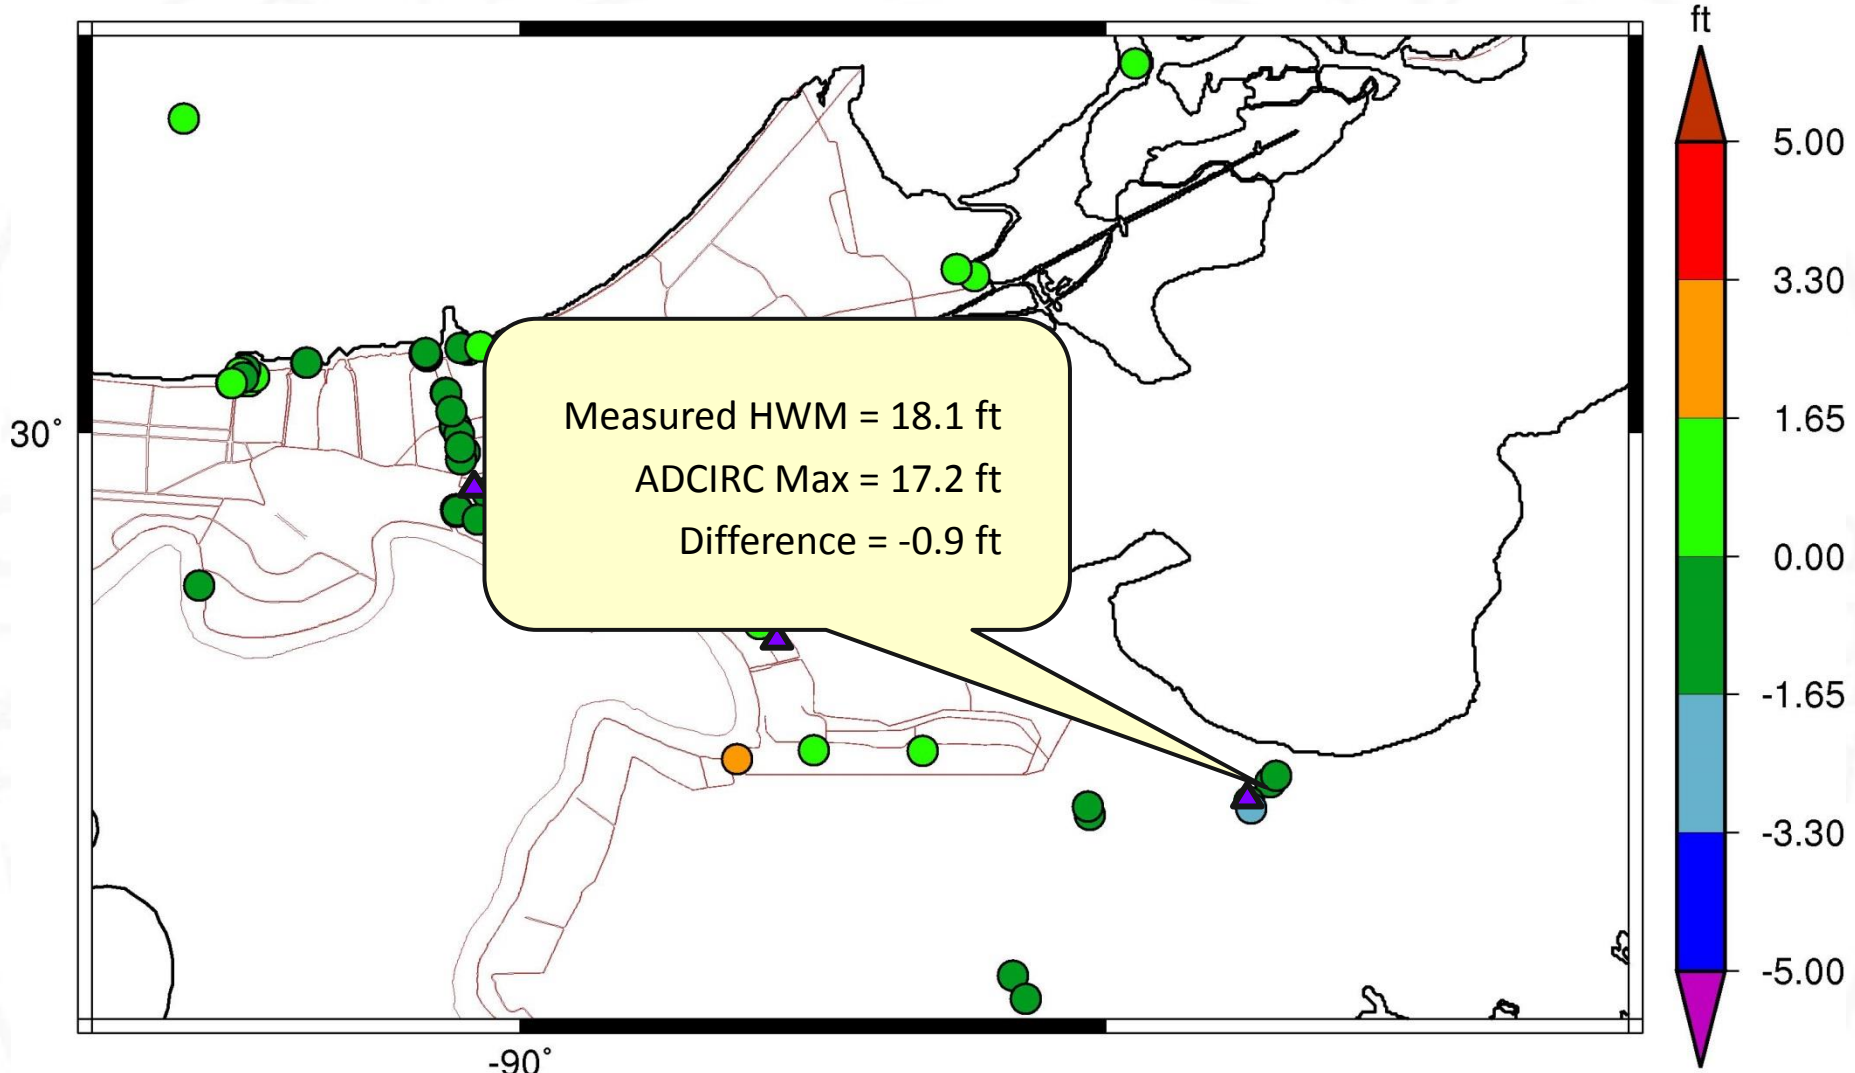 ft
5.00
3.30
1.65
0.00
-1.65
-3.30
-5.00
30°
Measured HWM = 18.1 ft
ADCIRC Max = 17.2 ft
Difference = -0.9 ft
-90°